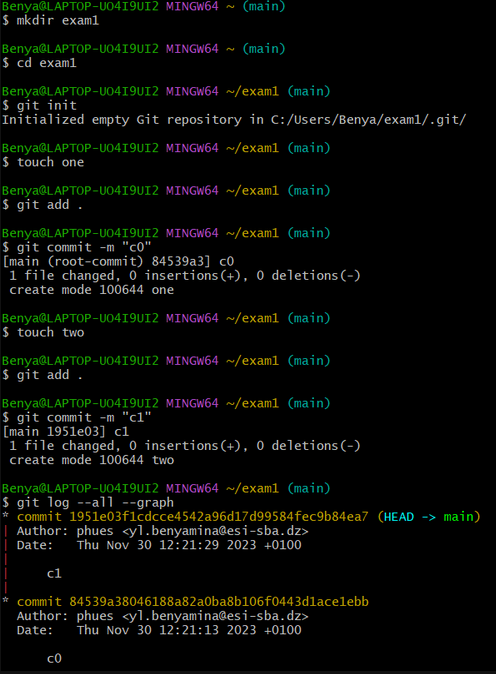 Benya@LAPTOP-UO4I9UI2 MINGW64 ~ (main)
$ mkdir exam1
Benya@LAPTOP-UO4I9UI2 MINGW64 ~ (main)
$ cd exam1
Benya@LAPTOP-UO4I9UI2 MINGW64 ~/exam1 (main)
$ git init
Initialized empty Git repository in C:/Users/Benya/exam1/.git/
Benya@LAPTOP-UO4I9UI2 MINGW64 ~/exam1 (main)
$ touch one
Benya@LAPTOP-UO4I9UI2 MINGW64 ~/exam1 (main)
$ git add .
Benya@LAPTOP-UO4I9UI2 MINGW64 ~/exam1 (main)
$ git commit -m "c0"
[main (root-commit) 84539a3] c0
 1 file changed, 0 insertions(+), 0 deletions(-)
 create mode 100644 one
Benya@LAPTOP-UO4I9UI2 MINGW64 ~/exam1 (main)
$ touch two
Benya@LAPTOP-UO4I9UI2 MINGW64 ~/exam1 (main)
$ git add .
Benya@LAPTOP-UO4I9UI2 MINGW64 ~/exam1 (main)
$ git commit -m "c1"
[main 1951e03] c1
 1 file changed, 0 insertions(+), 0 deletions(-)
 create mode 100644 two
Benya@LAPTOP-UO4I9UI2 MINGW64 ~/exam1 (main)
$ git log --all --graph
* commit 1951e03f1cdcce4542a96d17d99584fec9b84ea7 (HEAD -> main)
| Author: phues <yl.benyamina@esi-sba.dz>
| Date:   Thu Nov 30 12:21:29 2023 +0100
|
|     c1
|
* commit 84539a38046188a82a0ba8b106f0443d1ace1ebb
  Author: phues <yl.benyamina@esi-sba.dz>
  Date:   Thu Nov 30 12:21:13 2023 +0100
      c0